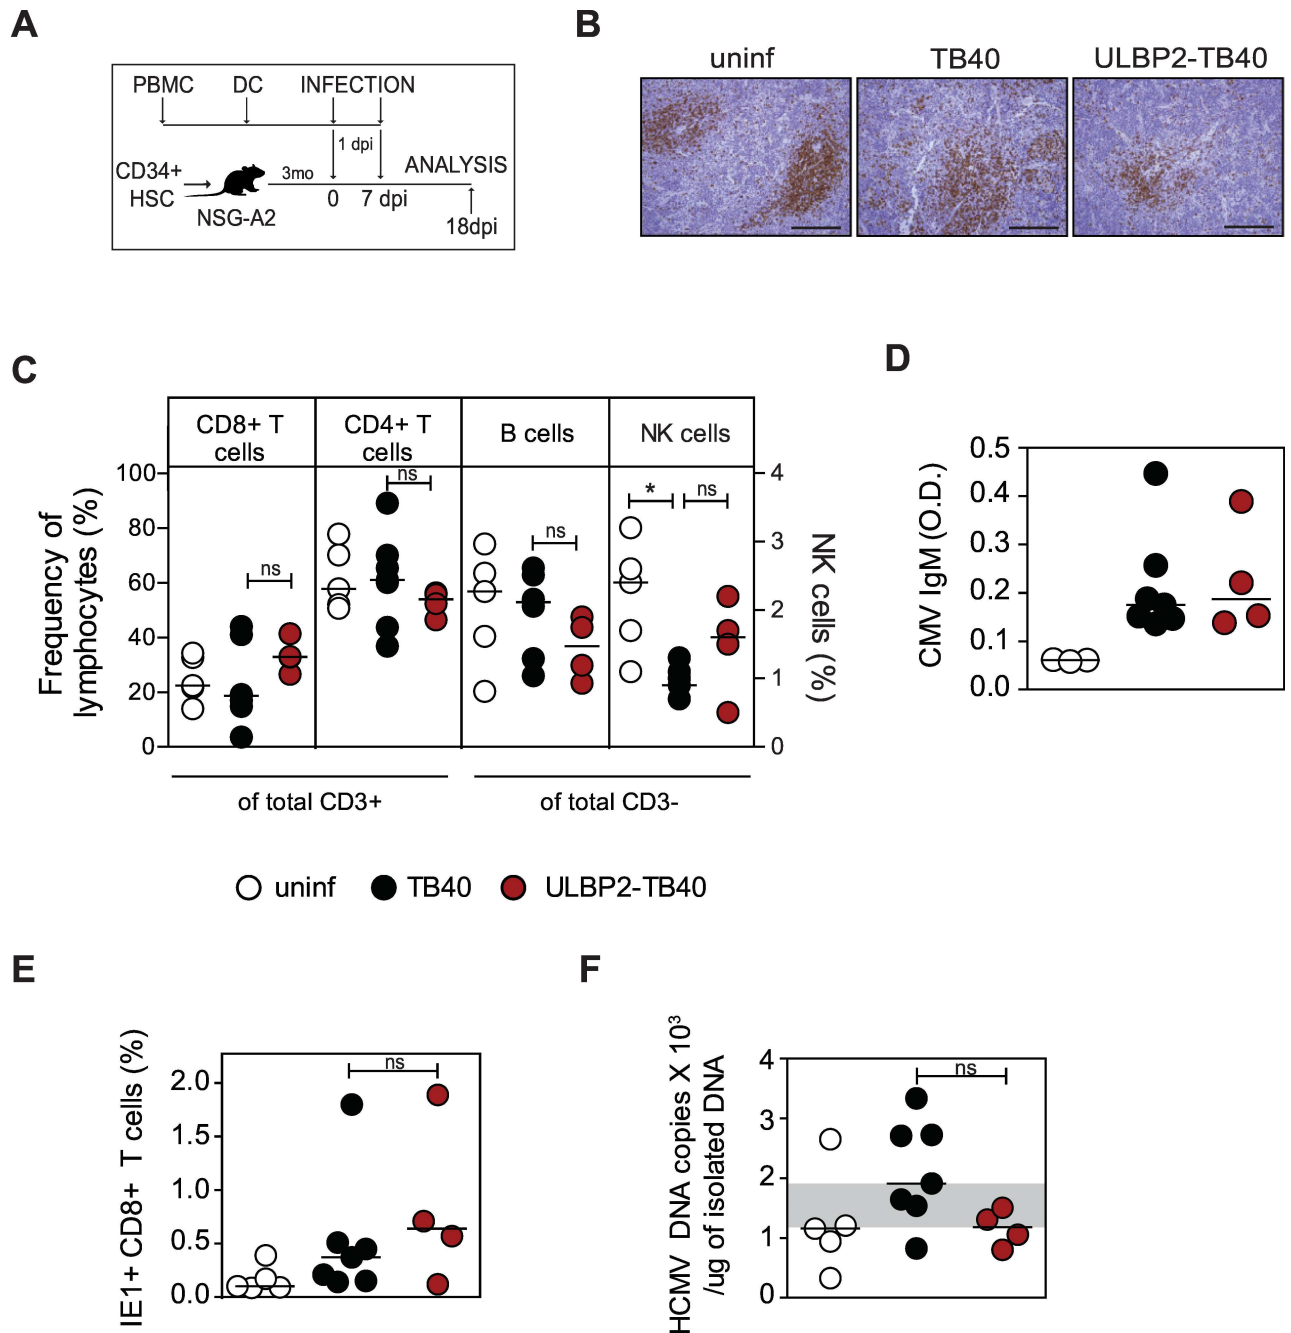 A
PBMC DC INFECTION
1 dpi
CD34+
HSC
NSG-A2
3mo
0 7 dpi
ANALYSIS
18dpi
B
uninf TB40 ULBP2-TB40
C
CD8+ T
cells
CD4+ T
cells
B cells
NK cells
Frequency of
lymphocytes (%)
100
80
60
40
20
0
ns
ns
ns
*
ns
4
3
2
1
0
NK cells (%)
of total CD3+
of total CD3-
uninf TB40 ULBP2-TB40
D
CMV IgM (O.D.)
0.5
0.4
0.3
0.2
0.1
0.0
E
IE1+ CD8+ T cells (%)
2.0
1.5
1.0
0.5
0.0
ns
F
HCMV DNA copies X 10³
/ug of isolated DNA
4
3
2
1
0
ns